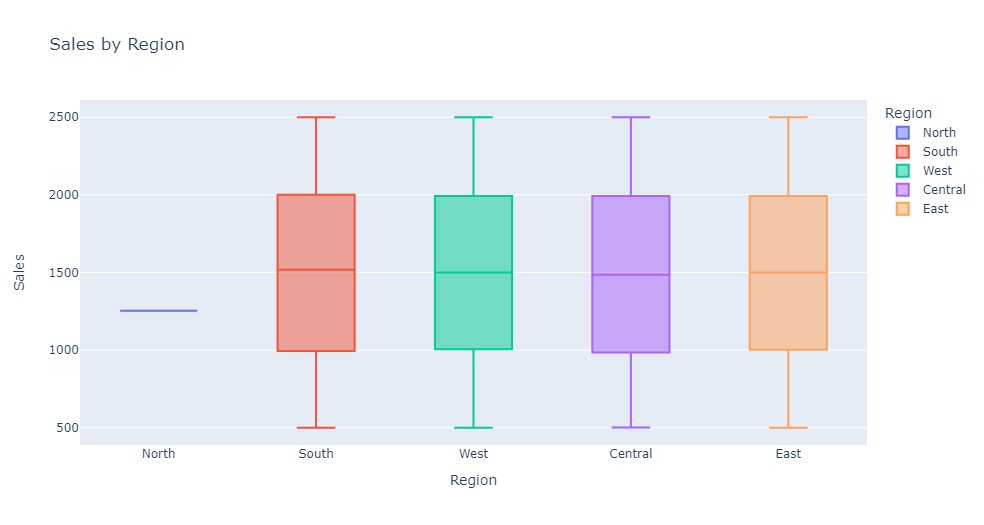 Sales by Region
2500
2000
1500
1000
500
Sales
North
South
West
Central
East
Region
Region
North
South
West
Central
East